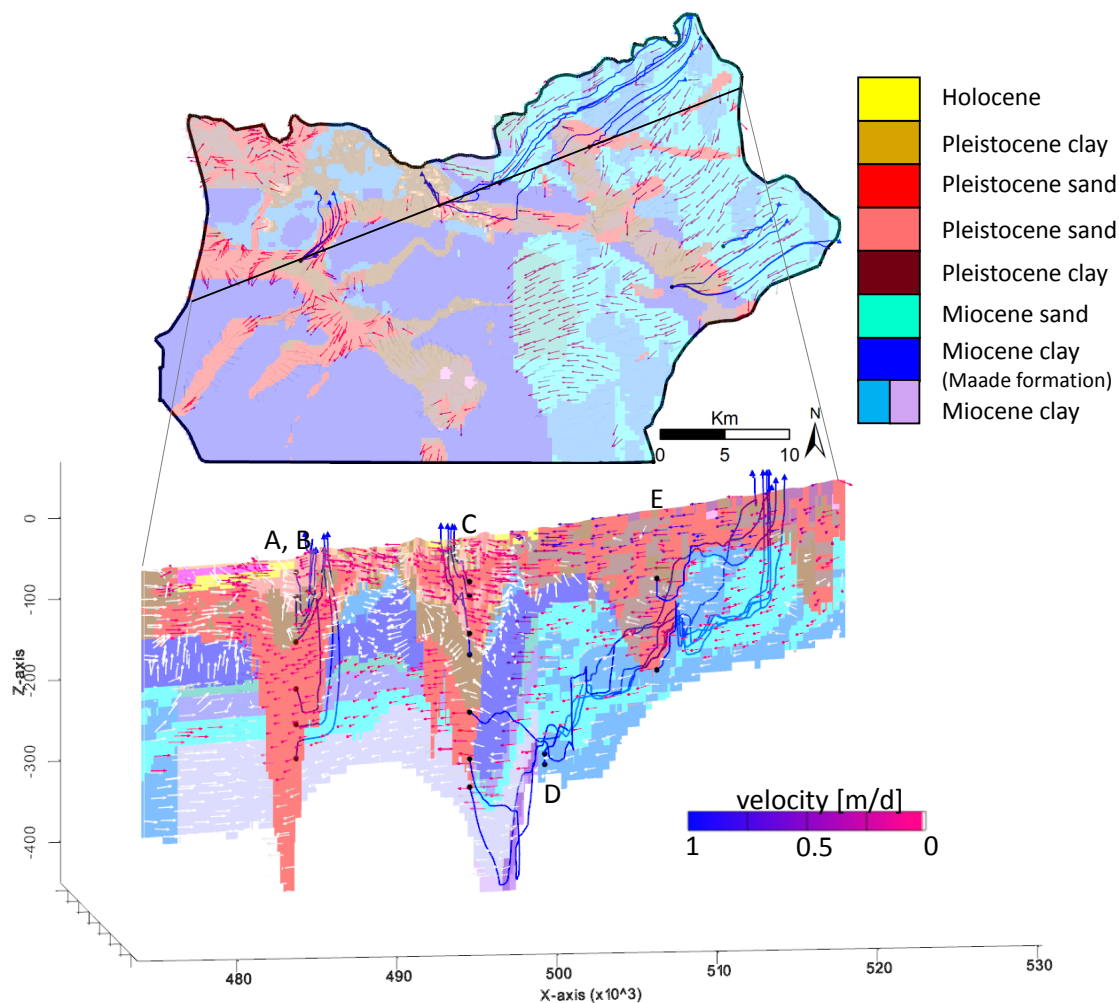 Holocene
Pleistocene clay
Pleistocene sand
Pleistocene sand
Pleistocene clay
Miocene sand
Miocene clay
(Maade formation)
Miocene clay
Km
N
0 5 10
E
C
A, B
D
0
-100
-200
-300
-400
Z-axis
velocity [m/d]
1 0.5 0
480 490 500 510 520 530
X-axis (x10^3)